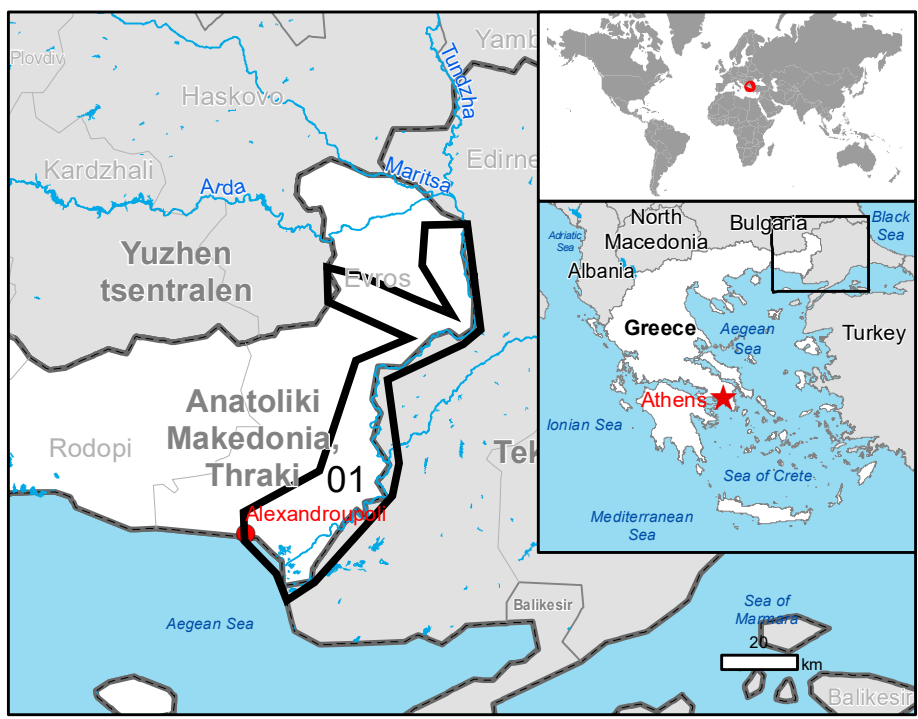 Plovdiv
Haskovo
Yamb
Tundzha
Kardzhali
Arda
Maritsa
Edirne
Yuzhen
tsentralen
Evros
Anatoliki
Makedonia,
Thraki
Rodopi
01
Tek
Alexandroupoli
Aegean Sea
Balikesir
Sea of
Marmara
20
km
Balikesir
North
Macedonia
Bulgaria
Black
Sea
Adriatic
Sea
Albania
Greece
Aegean
Sea
Turkey
Athens
Ionian Sea
Sea of Crete
Mediterranean
Sea